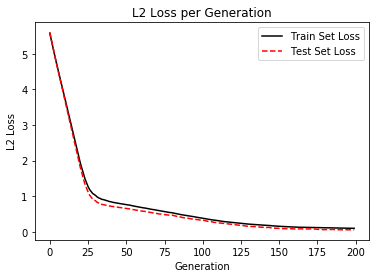 L2 Loss per Generation
Train Set Loss
Test Set Loss
L2 Loss
5
4
3
2
1
0
0 25 50 75 100 125 150 175 200
Generation